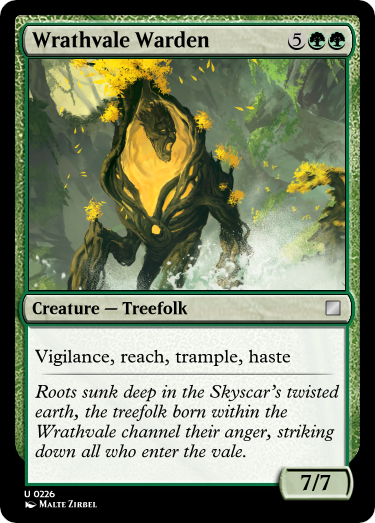 Wrathvale Warden 5
Creature — Treefolk
Vigilance, reach, trample, haste
Roots sunk deep in the Skyscar's twisted
earth, the treefolk born within the
Wrathvale channel their anger, striking
down all who enter the vale.
7/7
U 0226
Malte Zirbel